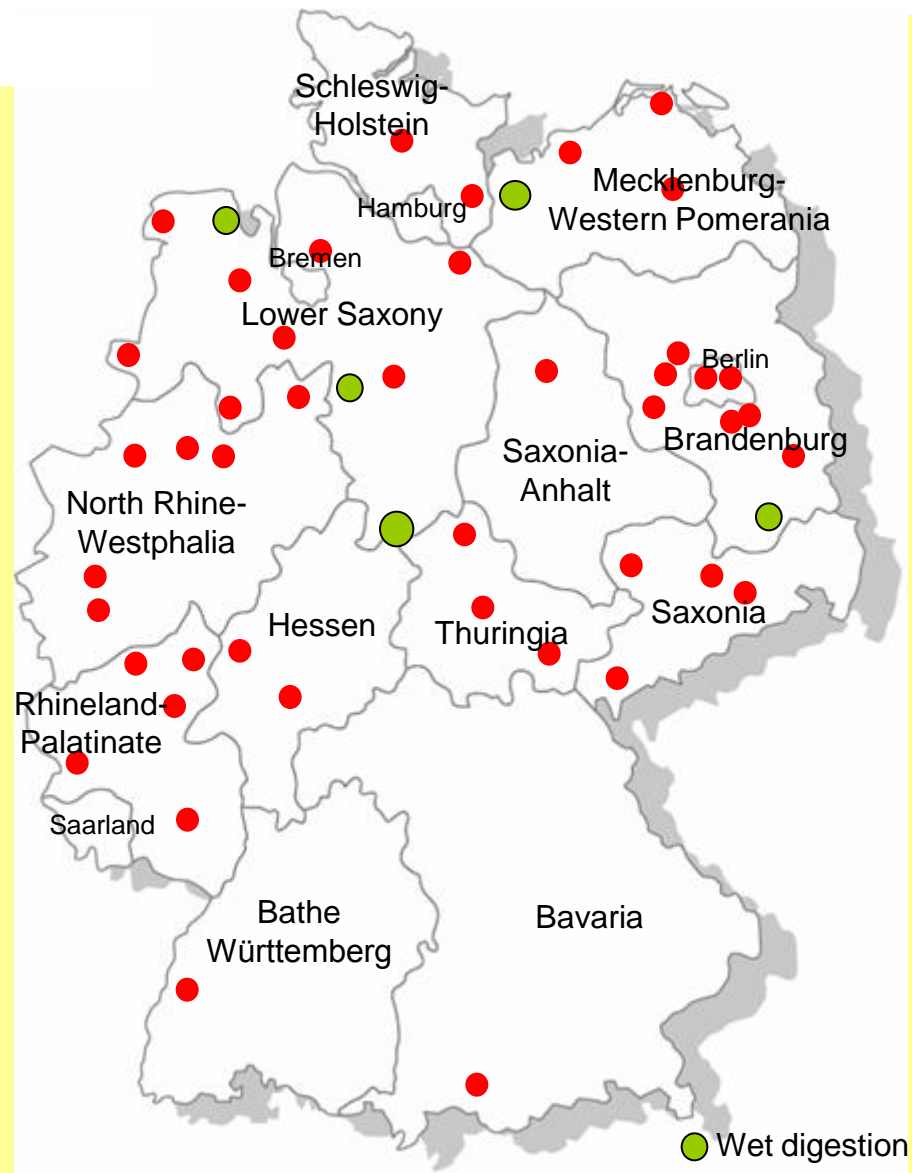 Schleswig-
Holstein
Hamburg
Mecklenburg-
Western Pomerania
Bremen
Lower Saxony
Berlin
Brandenburg
Saxonia-
Anhalt
North Rhine-
Westphalia
Hessen
Thuringia
Saxonia
Rhineland-
Palatinate
Saarland
Bathe
Württemberg
Bavaria
Wet digestion